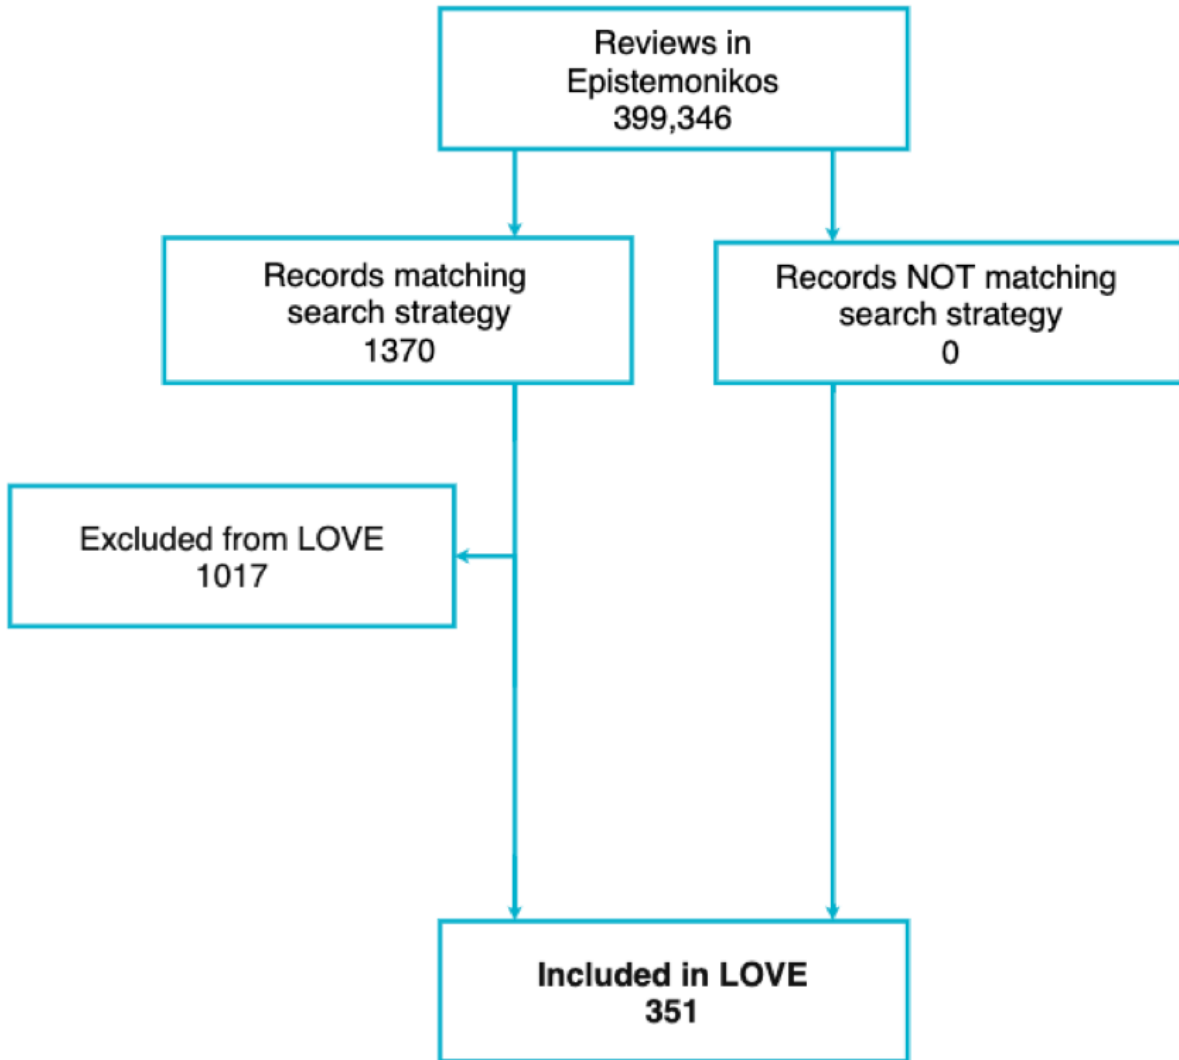 Reviews in
Epistemonikos
399,346
Records matching
search strategy
1370
Records NOT matching
search strategy
0
Excluded from LOVE
1017
Included in LOVE
351